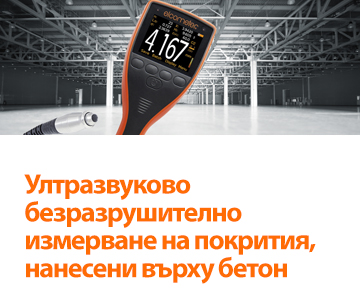 elcometer
4.167
Ултразвуково
безразрушително
измерване на покрития,
нанесени върху бетон